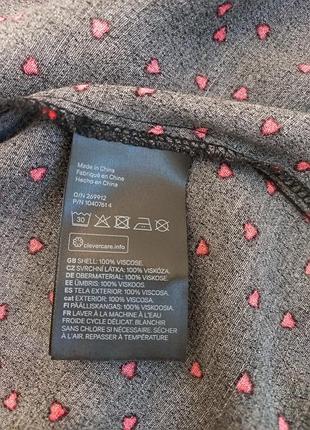 Made in China
Fabriqué en Chine
Hecho en China
O/N 269912
P/N 1040761 4
30
clevercare.info
GB SHELL: 100% VISCOSE.
CZ SVRCHNÍ LÁTKA: 100% VISKÓZA.
DE OBERMATERIAL: 100% VISKOSE
EE ÜMBRIS: 100% VISKOOS
ES TELA EXTERIOR: 100% VISCOSA
cat EXTERIOR: 100% VISCOSA.
FI PÄÄLLISKANGAS: 100% VISKOOSIA
FR LAVER À LA MACHINE À L'EAU
FROIDE CYCLE DÉLICAT. BLANCHIR
SANS CHLORE SI NÉCESSAIRE. SÉCHER
À L'AIR. REPASSER À TEMPÉRATURE